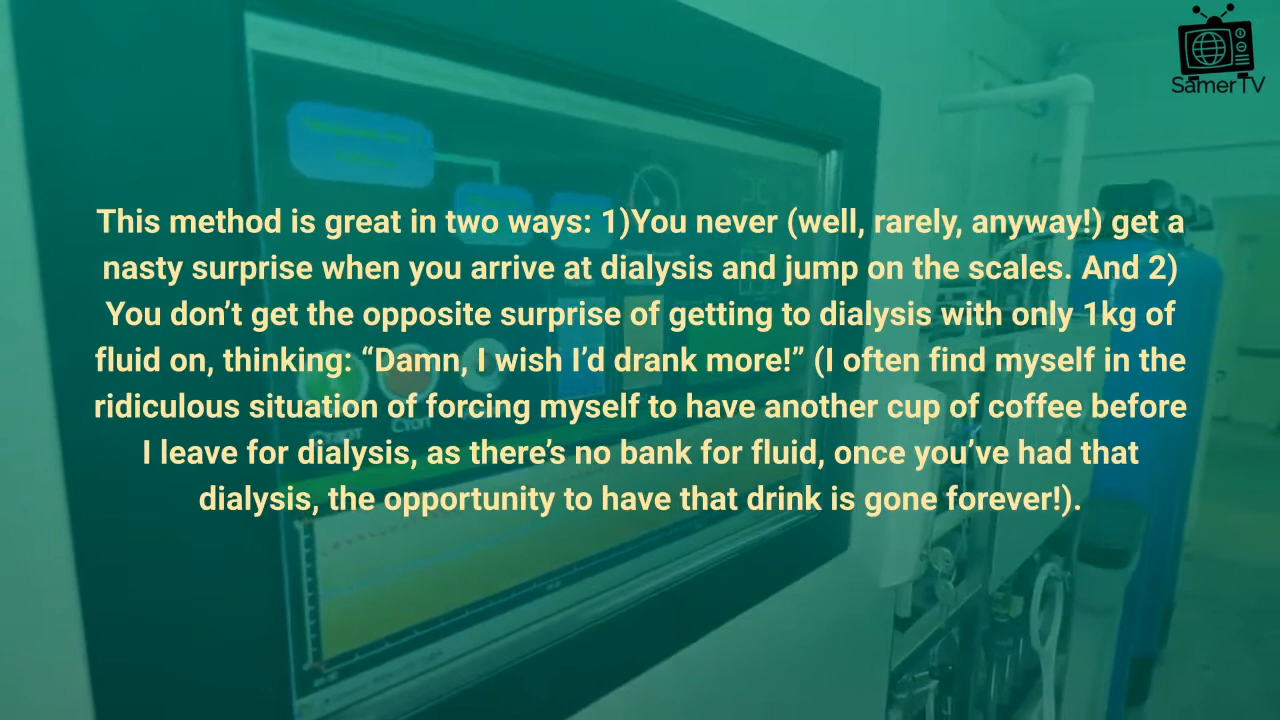 SamerTV
This method is great in two ways: 1)You never (well, rarely, anyway!) get a
nasty surprise when you arrive at dialysis and jump on the scales. And 2)
You don’t get the opposite surprise of getting to dialysis with only 1kg of
fluid on, thinking: “Damn, I wish I’d drank more!” (I often find myself in the
ridiculous situation of forcing myself to have another cup of coffee before
I leave for dialysis, as there’s no bank for fluid, once you’ve had that
dialysis, the opportunity to have that drink is gone forever!).
Старт
Стоп